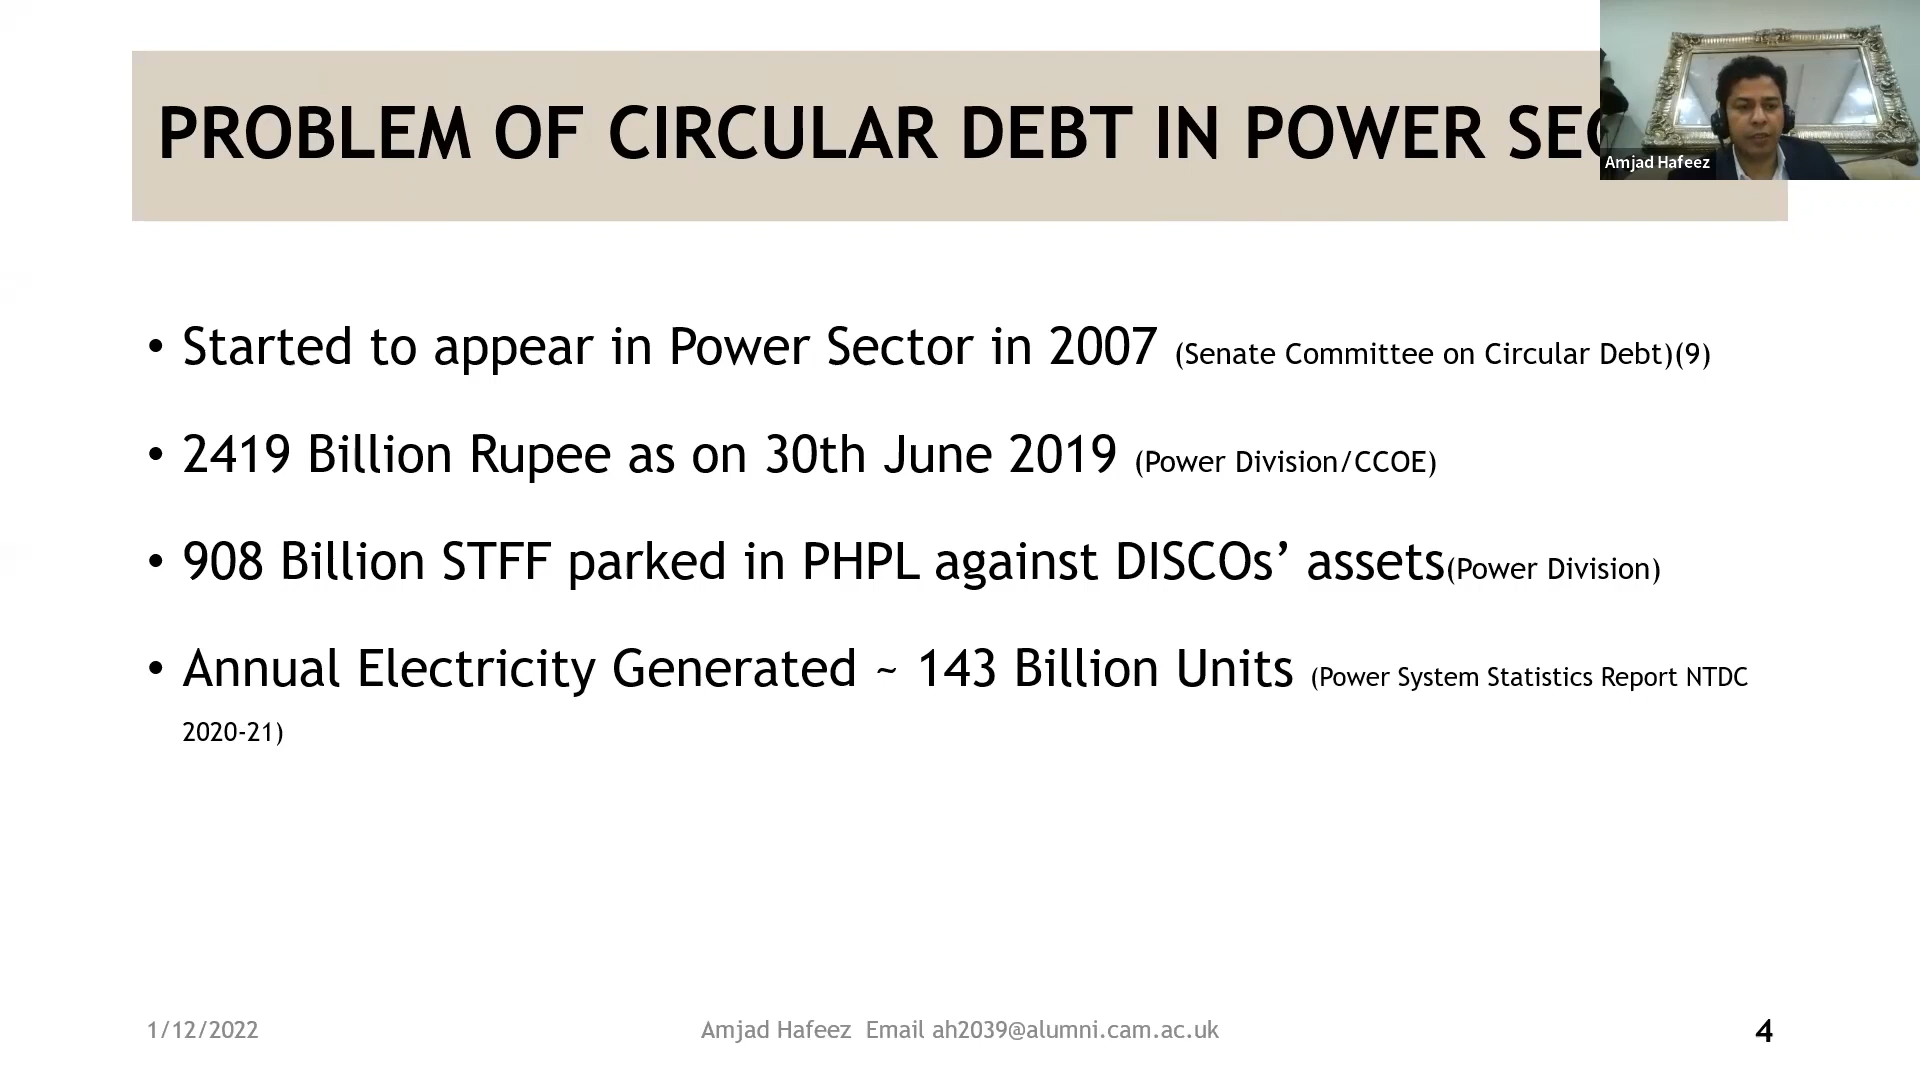 PROBLEM OF CIRCULAR DEBT IN POWER
Amjad Hafeez
• Started to appear in Power Sector in 2007 (Senate Committee on Circular Debt)(9)
• 2419 Billion Rupee as on 30th June 2019 (Power Division/CCOE)
• 908 Billion STFF parked in PHPL against DISCOs’ assets(Power Division)
• Annual Electricity Generated ~ 143 Billion Units (Power System Statistics Report NTDC
2020-21)
1/12/2022
Amjad Hafeez Email ah2039@alumni.cam.ac.uk
4